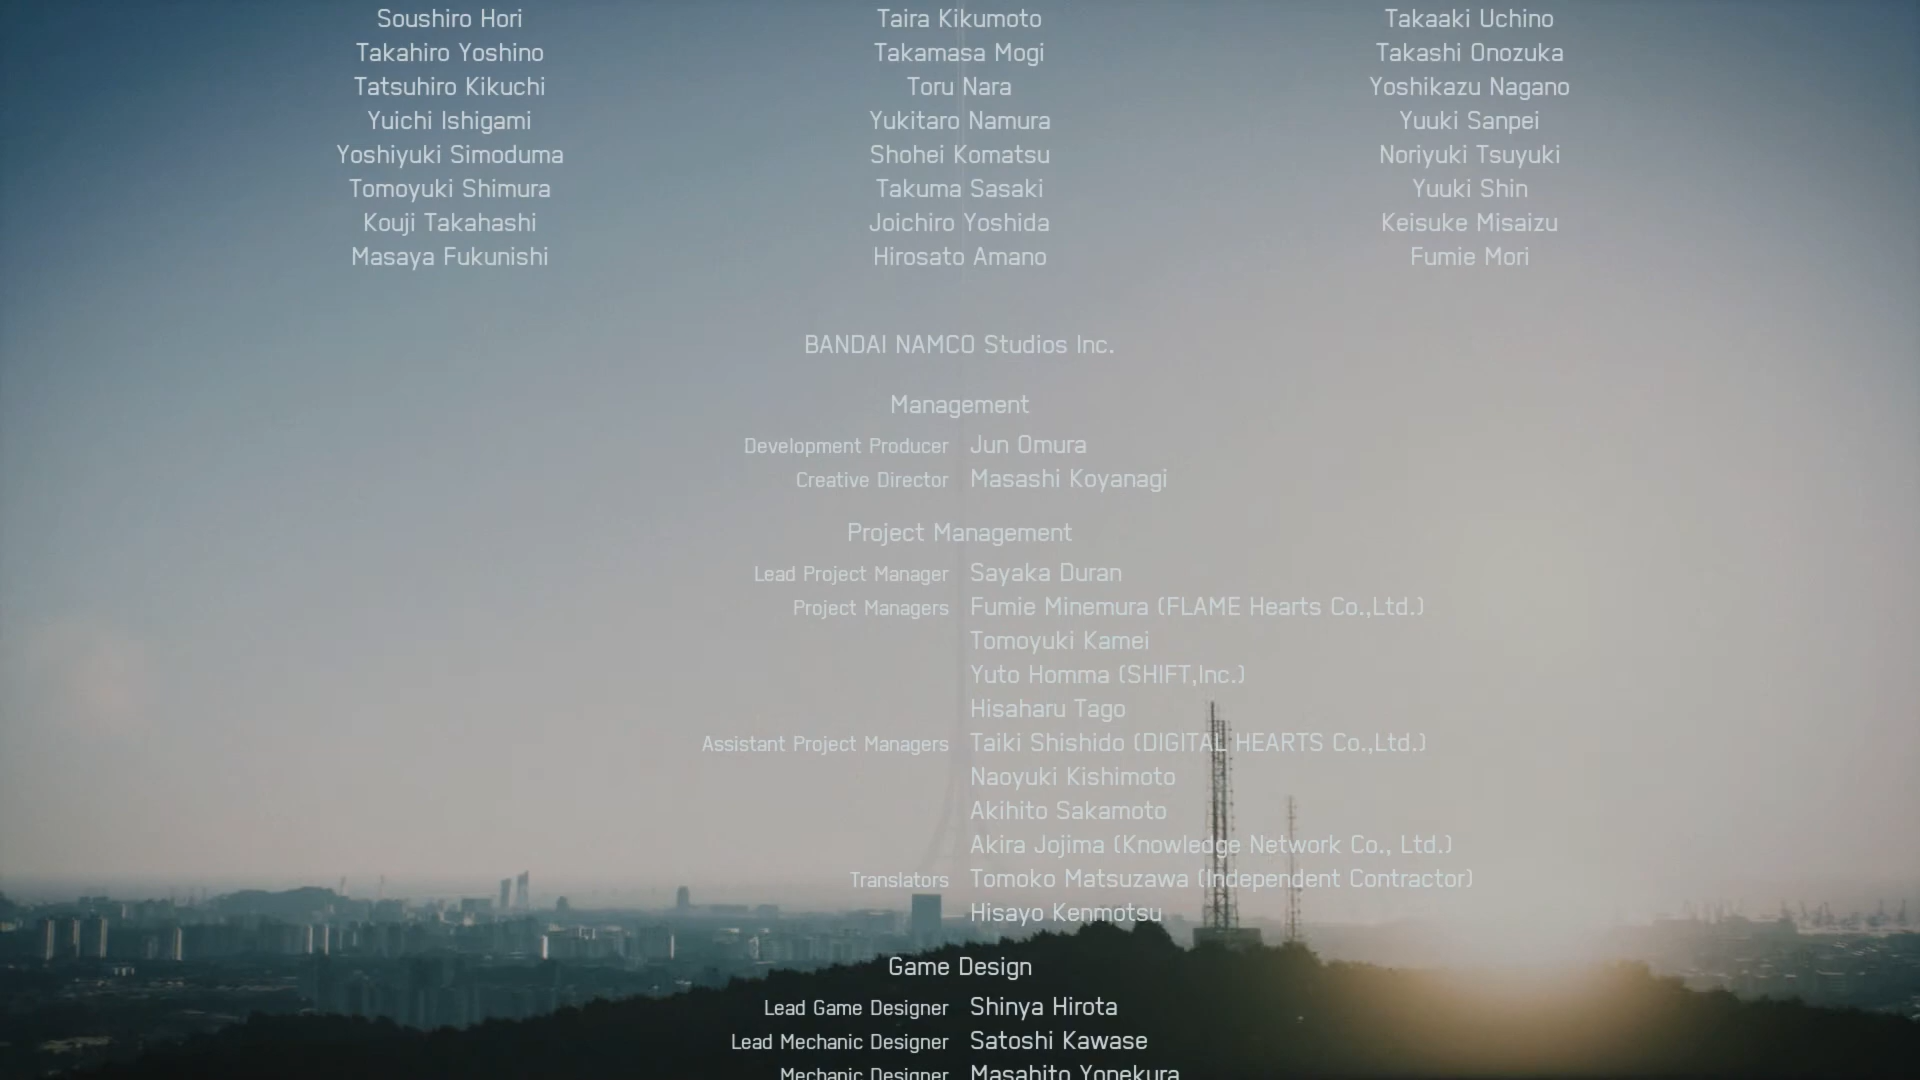 Soushiro Hori Taira Kikumoto Takaaki Uchino
Takahiro Yoshino Takamasa Mogi Takashi Onozuka
Tatsuhiro Kikuchi Toru Nara Yoshikazu Nagano
Yuichi Ishigami Yukitaro Namura Yuuki Sanpei
Yoshiyuki Simoduma Shohei Komatsu Noriyuki Tsuyuki
Tomoyuki Shimura Takuma Sasaki Yuuki Shin
Kouji Takahashi Joichiro Yoshida Keisuke Misaizu
Masaya Fukunishi Hirosato Amano Fumie Mori
BANDAI NAMCO Studios Inc.
Management
Development Producer Jun Omura
Creative Director Masashi Koyanagi
Project Management
Lead Project Manager Sayaka Duran
Project Managers Fumie Minemura (FLAME Hearts Co.,Ltd.)
Tomoyuki Kamei
Yuto Homma (SHIFT,Inc.)
Hisaharu Tago
Assistant Project Managers Taiki Shishido (DIGITAL HEARTS Co.,Ltd.)
Naoyuki Kishimoto
Akihito Sakamoto
Akira Jojima (Knowledge Network Co., Ltd.)
Translators Tomoko Matsuzawa (Independent Contractor)
Hisayo Kenmotsu
Game Design
Lead Game Designer Shinya Hirota
Lead Mechanic Designer Satoshi Kawase
Mechanic Designer Masahito Yonekura